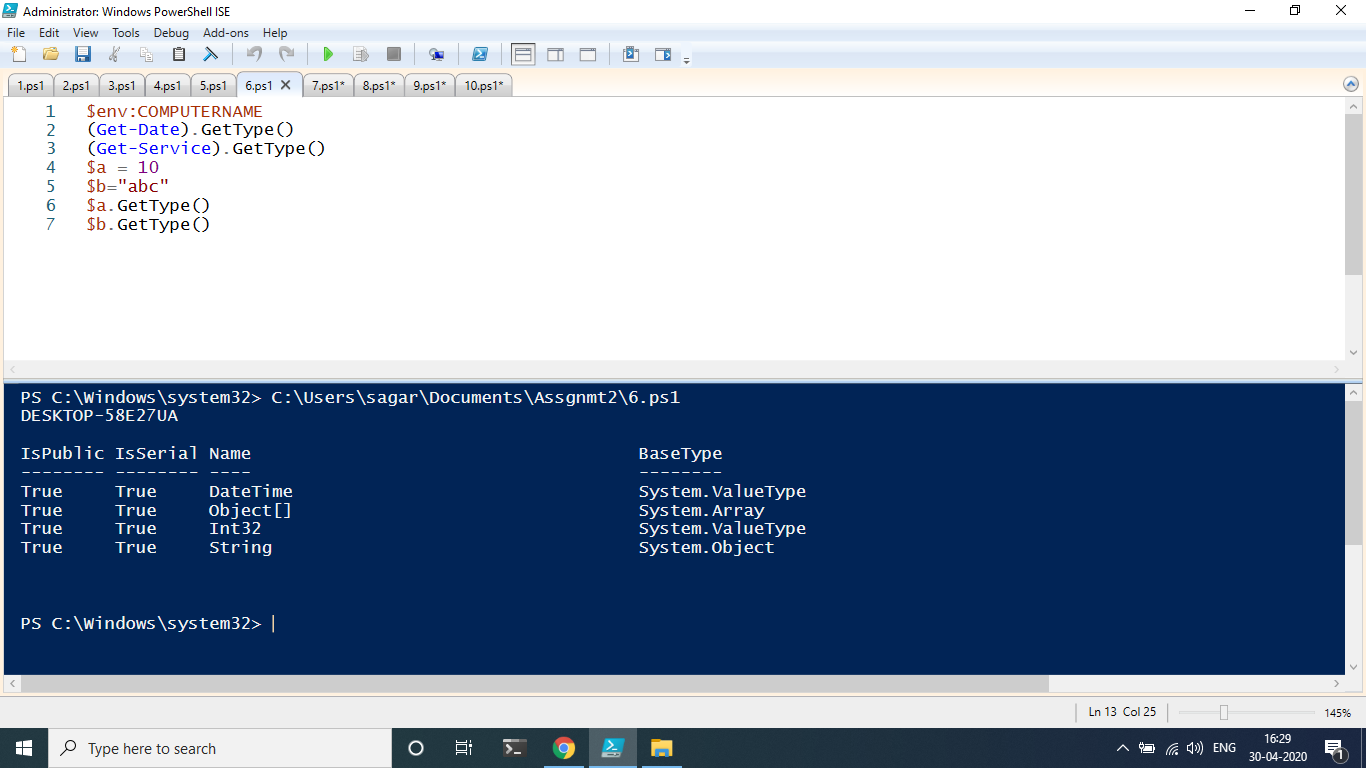 Administrator: Windows PowerShell ISE
File Edit View Tools Debug Add-ons Help
1.ps1 2.ps1 3.ps1 4.ps1 5.ps1 6.ps1 7.ps1* 8.ps1* 9.ps1* 10.ps1*
1 $env:COMPUTERNAME
2 (Get-Date).GetType()
3 (Get-Service).GetType()
4 $a = 10
5 $b="abc"
6 $a.GetType()
7 $b.GetType()
PS C:\Windows\system32> C:\Users\sagar\Documents\Assgnmt2\6.ps1
DESKTOP-58E27UA
IsPublic IsSerial Name BaseType
-------- -------- ---- --------
True True DateTime System.ValueType
True True Object[] System.Array
True True Int32 System.ValueType
True True String System.Object
PS C:\Windows\system32>
Ln 13 Col 25 145%
Type here to search
ENG
16:29
30-04-2020
1